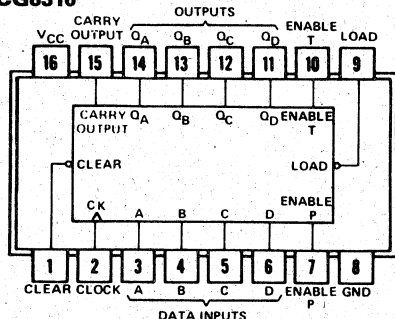 OUTPUTS
CARRY ENABLE
VCC OUTPUT QA QB QC QD T LOAD
16 15 14 13 12 11 10 9
CARRY QA QB QC QD ENABLE
OUTPUT T
CLEAR LOAD
ENABLE
CK A B C D P
1 2 3 4 5 6 7 8
CLEAR CLOCK A B C D ENABLE GND
P
DATA INPUTS